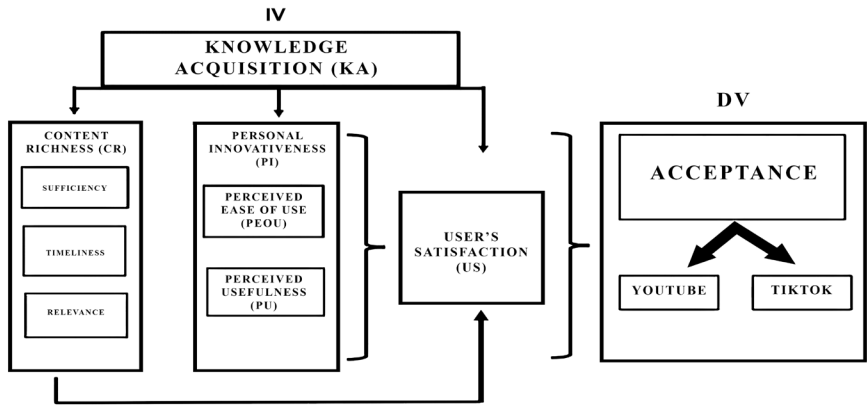 IV
KNOWLEDGE
ACQUISITION (KA)
DV
CONTENT
RICHNESS (CR)
SUFFICIENCY
TIMELINESS
RELEVANCE
PERSONAL
INNOVATIVENESS
(PI)
PERCEIVED
EASE OF USE
(PEOU)
PERCEIVED
USEFULNESS
(PU)
USER'S
SATISFACTION
(US)
ACCEPTANCE
YOUTUBE
TIKTOK